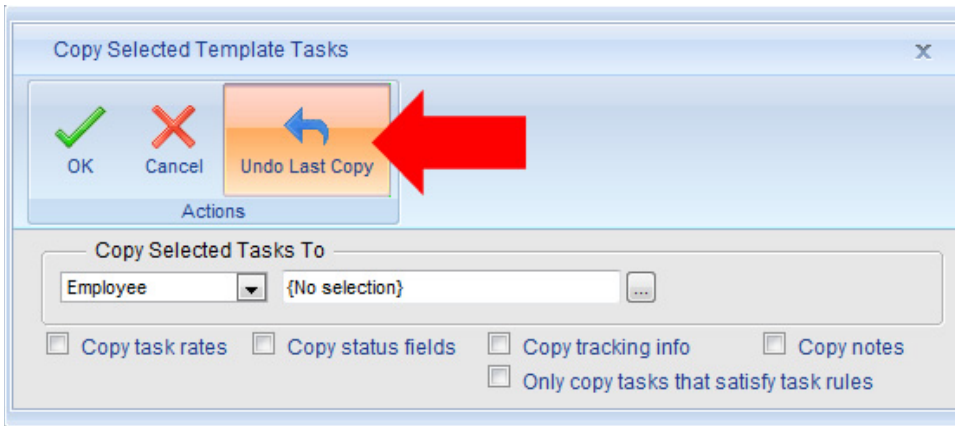 Copy Selected Template Tasks
x
OK Cancel Undo Last Copy
Actions
Copy Selected Tasks To
Employee {No selection} ...
Copy task rates Copy status fields Copy tracking info Copy notes
Only copy tasks that satisfy task rules